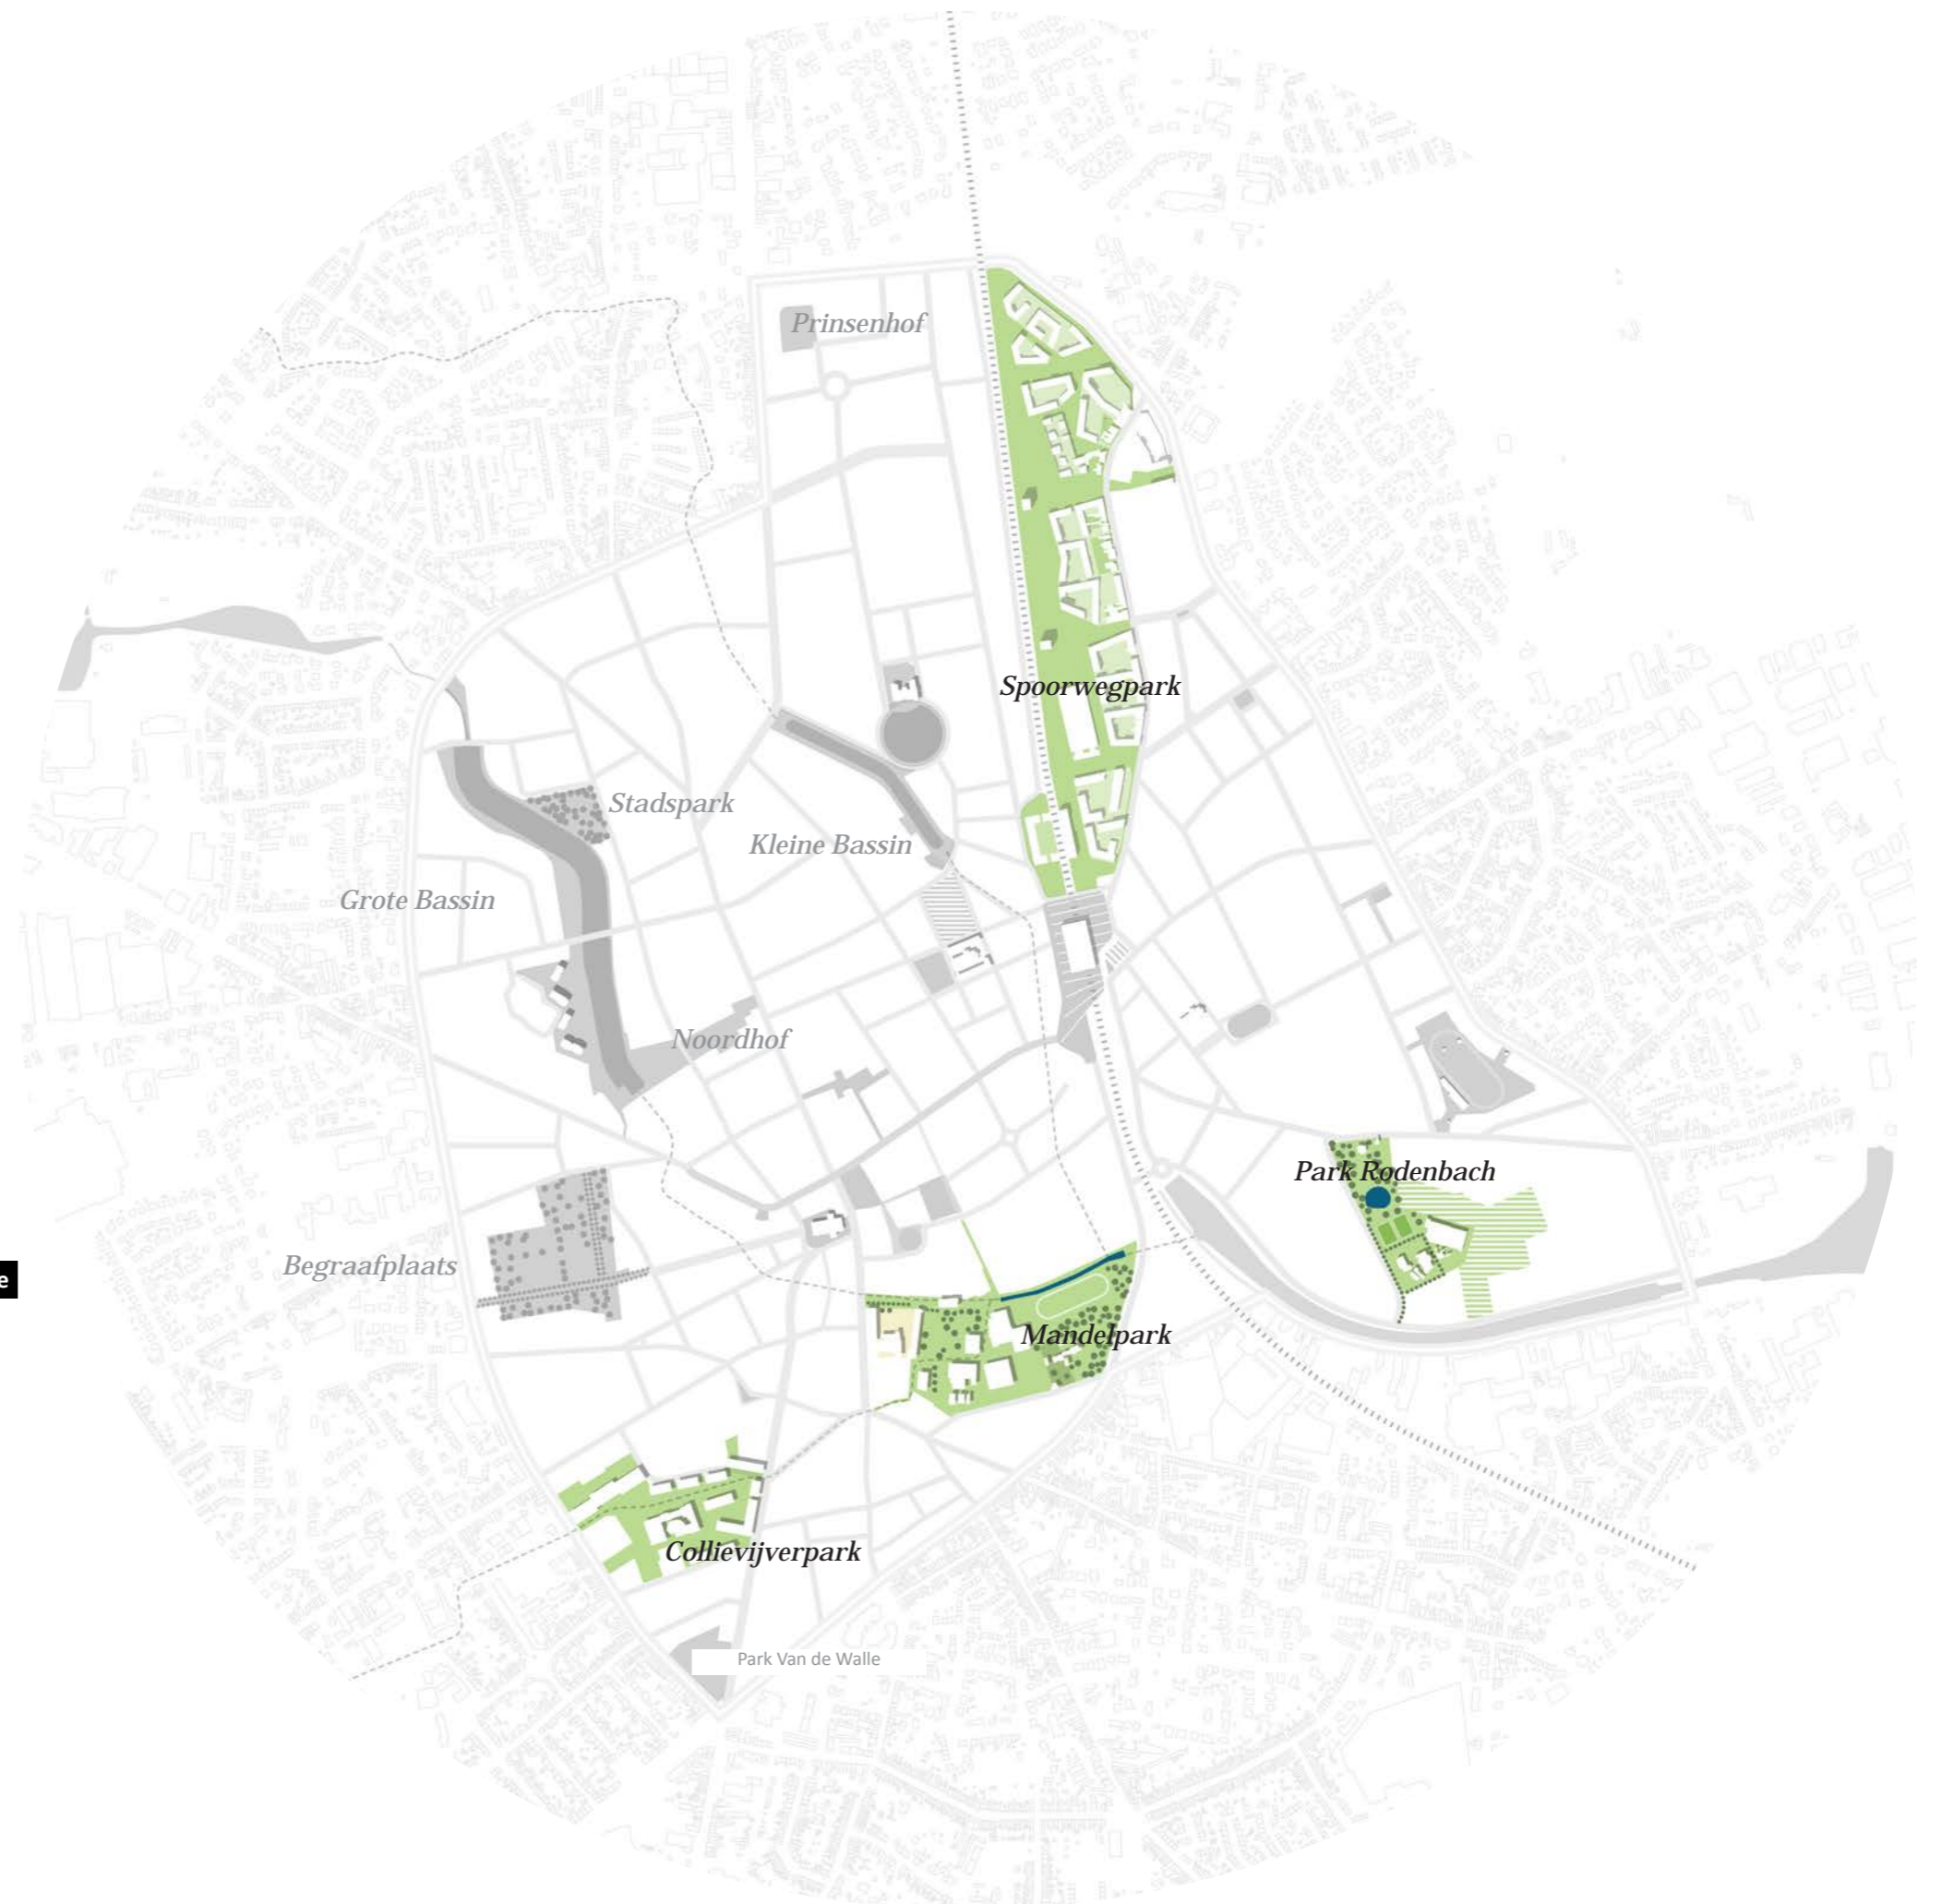 Prinsenhof
Spoorwegpark
Stadspark
Kleine Bassin
Grote Bassin
Noordhof
Park Rodenbach
Begraafplaats
e
Mandelpark
Collievijverpark
Park Van de Walle